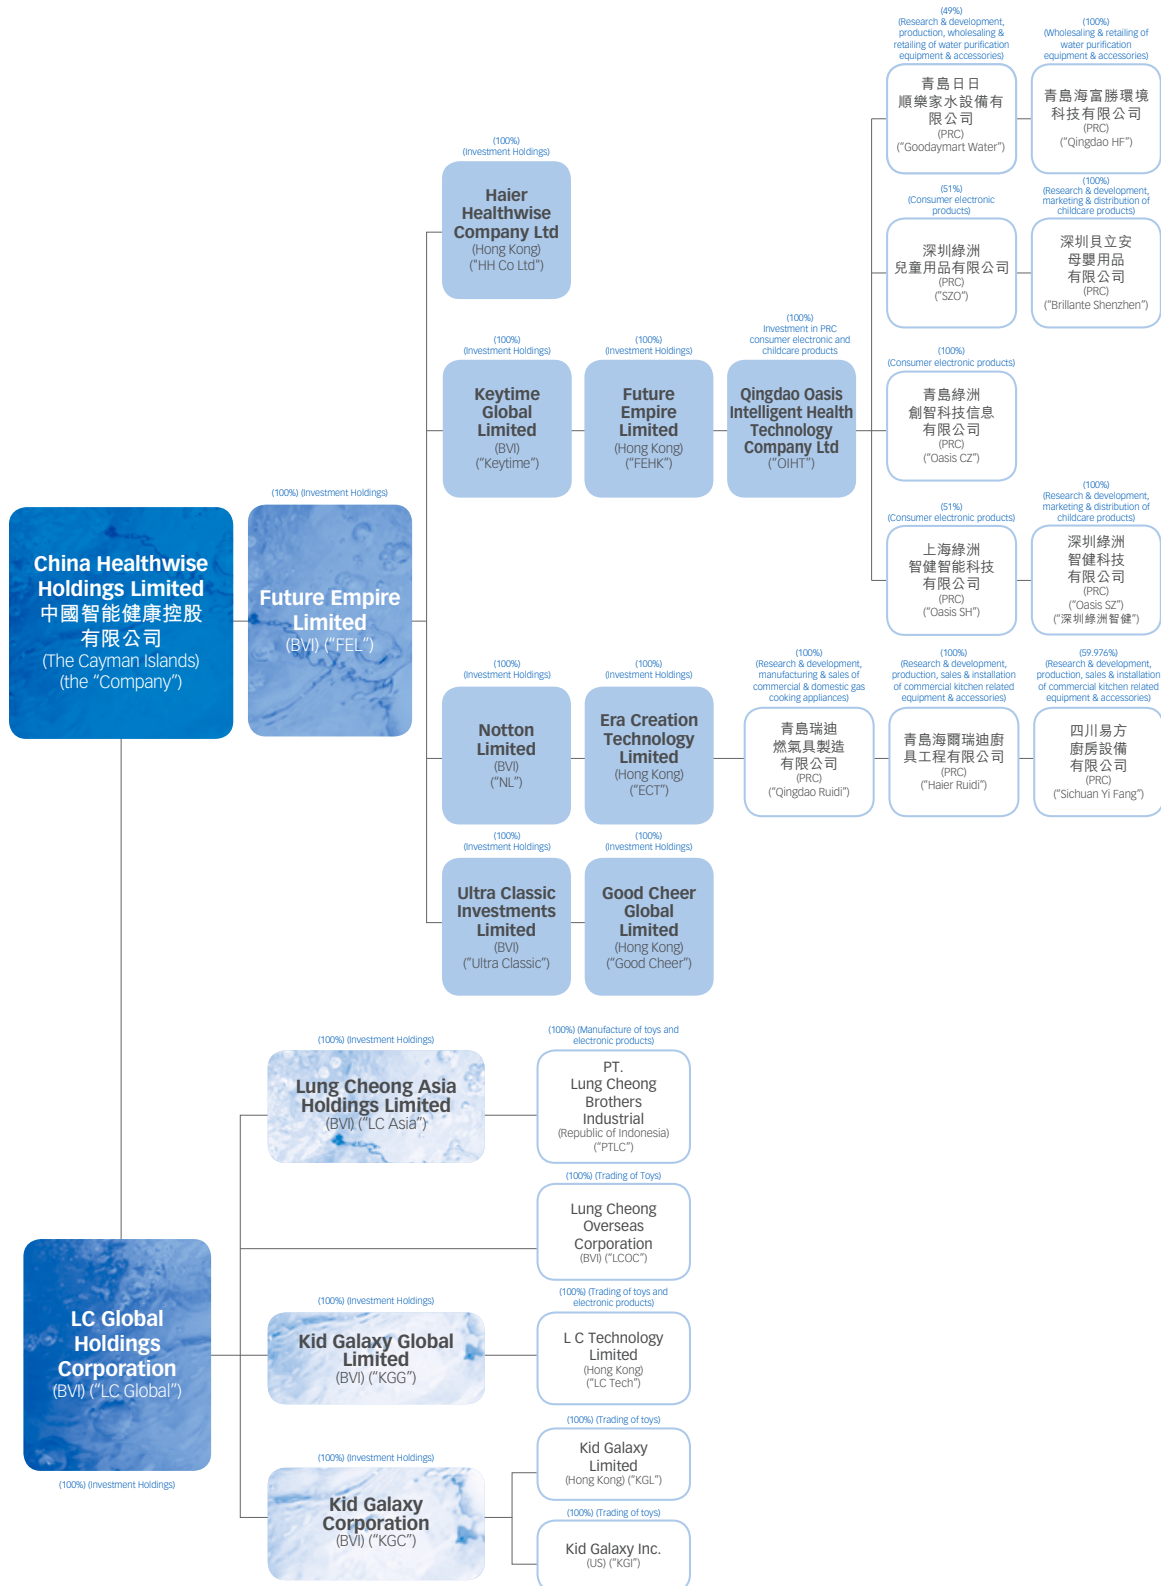 (49%)
(Research & development,
production, wholesaling &
retailing of water purification
equipment & accessories)
青島日日
順樂家水設備有
限公司
(PRC)
("Goodaymart Water")
(100%)
(Wholesaling & retailing of
water purification
equipment & accessories)
青島海富勝環境
科技有限公司
(PRC)
("Qingdao HF")
(100%)
(Investment Holdings)
Haier
Healthwise
Company Ltd
(Hong Kong)
("HH Co Ltd")
(51%)
(Consumer electronic
products)
深圳綠洲
兒童用品有限公司
(PRC)
("SZO")
(100%)
(Research & development,
marketing & distribution of
childcare products)
深圳貝立安
母嬰用品
有限公司
(PRC)
("Brillante Shenzhen")
(100%)
(Investment Holdings)
Keytime
Global
Limited
(BVI)
("Keytime")
(100%)
(Investment Holdings)
Future
Empire
Limited
(Hong Kong)
("FEHK")
(100%)
Investment in PRC
consumer electronic and
childcare products
Qingdao Oasis
Intelligent Health
Technology
Company Ltd
("OIHT")
(100%)
(Consumer electronic products)
青島綠洲
創智科技信息
有限公司
(PRC)
("Oasis CZ")
(51%)
(Consumer electronic products)
上海綠洲
智健智能科技
有限公司
(PRC)
("Oasis SH")
(100%)
(Research & development,
marketing & distribution of
childcare products)
深圳綠洲
智健科技
有限公司
(PRC)
("Oasis SZ")
("深圳綠洲智健")
China Healthwise
Holdings Limited
中國智能健康控股
有限公司
(The Cayman Islands)
(the "Company")
(100%) (Investment Holdings)
Future Empire
Limited
(BVI) ("FEL")
(100%)
(Investment Holdings)
Notton
Limited
(BVI)
("NL")
(100%)
(Investment Holdings)
Era Creation
Technology
Limited
(Hong Kong)
("ECT")
(100%)
(Research & development,
manufacturing & sales of
commercial & domestic gas
cooking appliances)
青島瑞迪
燃氣具製造
有限公司
(PRC)
("Qingdao Ruidi")
(100%)
(Research & development,
production, sales & installation
of commercial kitchen related
equipment & accessories)
青島海爾瑞迪廚
具工程有限公司
(PRC)
("Haier Ruidi")
(59.976%)
(Research & development,
production, sales & installation
of commercial kitchen related
equipment & accessories)
四川易方
廚房設備
有限公司
(PRC)
("Sichuan Yi Fang")
(100%)
(Investment Holdings)
Ultra Classic
Investments
Limited
(BVI)
("Ultra Classic")
(100%)
(Investment Holdings)
Good Cheer
Global
Limited
(Hong Kong)
("Good Cheer")
(100%) (Investment Holdings)
Lung Cheong Asia
Holdings Limited
(BVI) ("LC Asia")
(100%) (Manufacture of toys and
electronic products)
PT.
Lung Cheong
Brothers
Industrial
(Republic of Indonesia)
("PTLC")
(100%) (Trading of Toys)
Lung Cheong
Overseas
Corporation
(BVI) ("LCOC")
LC Global
Holdings
Corporation
(BVI) ("LC Global")
(100%) (Investment Holdings)
(100%) (Investment Holdings)
Kid Galaxy Global
Limited
(BVI) ("KGG")
(100%) (Trading of toys and
electronic products)
L C Technology
Limited
(Hong Kong)
("LC Tech")
(100%) (Investment Holdings)
Kid Galaxy
Corporation
(BVI) ("KGC")
(100%) (Trading of toys)
Kid Galaxy
Limited
(Hong Kong) ("KGL")
(100%) (Trading of toys)
Kid Galaxy Inc.
(US) ("KGI")